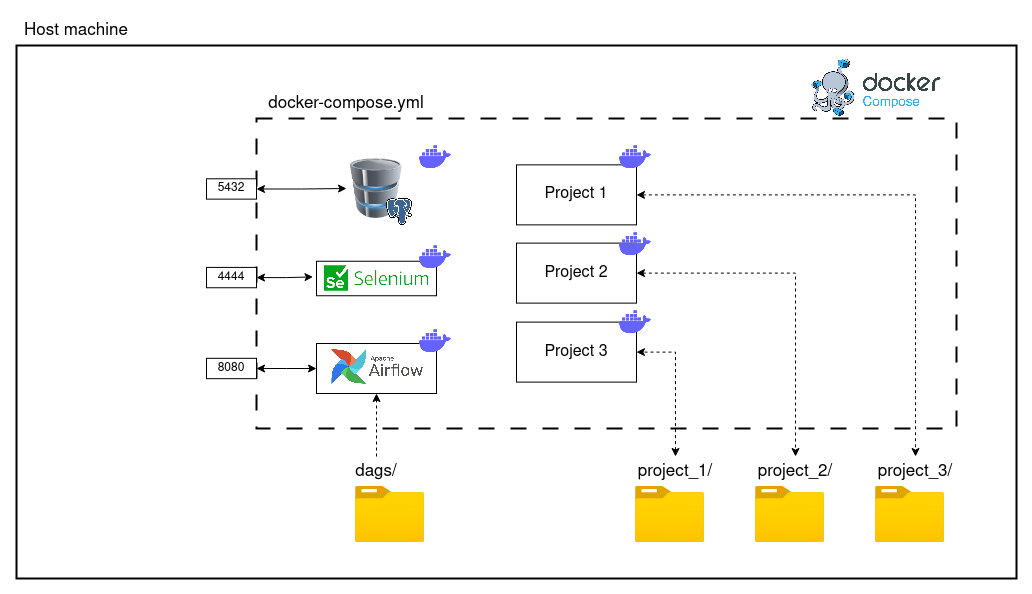 Host machine
docker
Compose
docker-compose.yml
5432
Project 1
4444
Se Selenium
Project 2
8080
Apache
Airflow
Project 3
dags/
project_1/
project_2/
project_3/